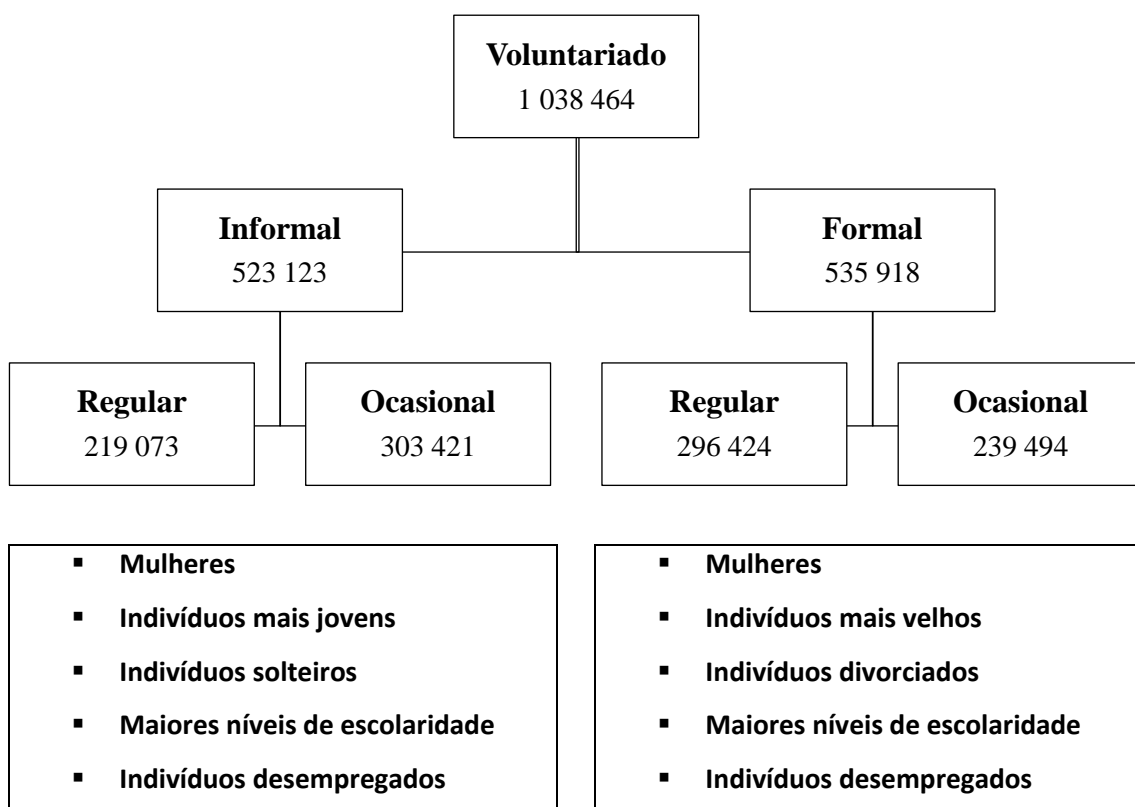 Voluntariado
1 038 464
Informal
523 123
Formal
535 918
Regular
219 073
Ocasional
303 421
Regular
296 424
Ocasional
239 494
▪ Mulheres
▪ Indivíduos mais jovens
▪ Indivíduos solteiros
▪ Maiores níveis de escolaridade
▪ Indivíduos desempregados
▪ Mulheres
▪ Indivíduos mais velhos
▪ Indivíduos divorciados
▪ Maiores níveis de escolaridade
▪ Indivíduos desempregados